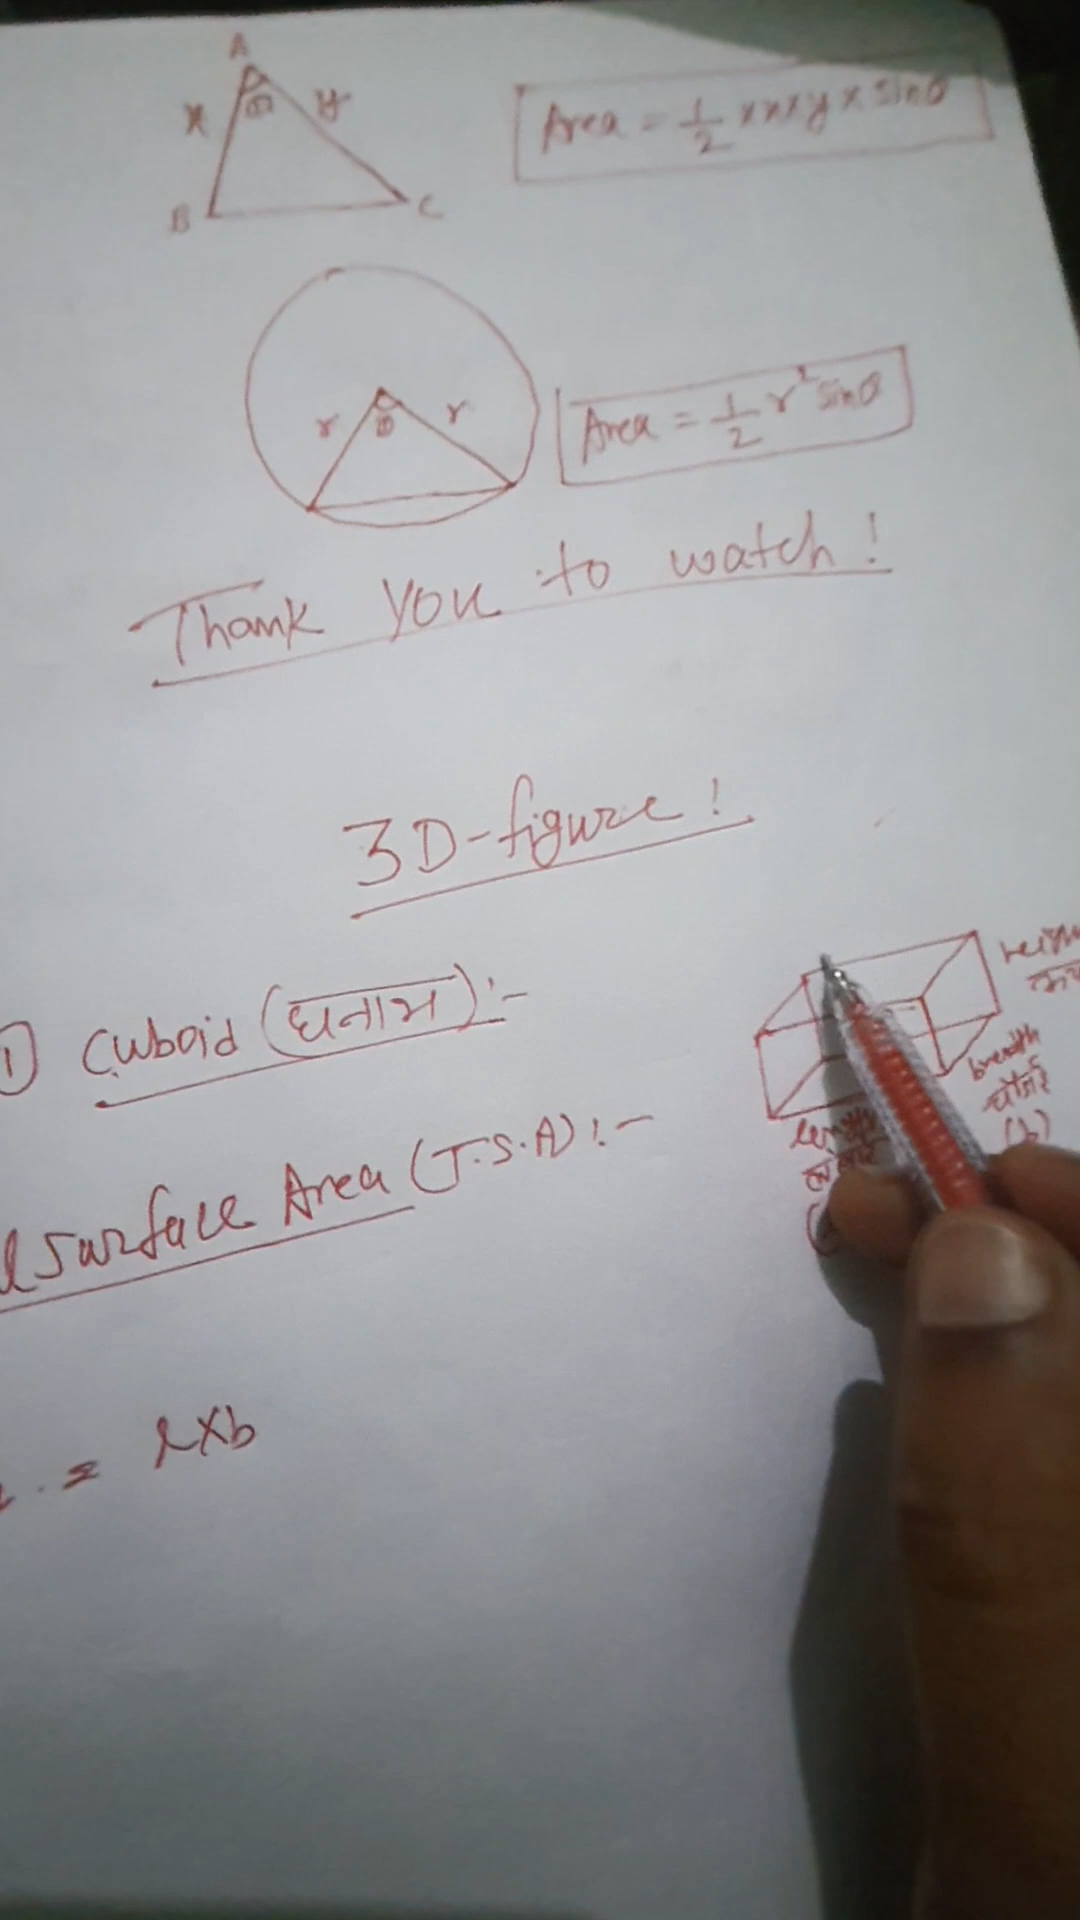 A
x θ y
B C
Area = 1/2 × x × y × sinθ
r θ r
Area = 1/2 r² sinθ
Thank you to watch!
3D-figure!
1) Cuboid (घनाभ):-
breadth
चौड़ाई
(b)
Surface Area (T.S.A):-
= l×b